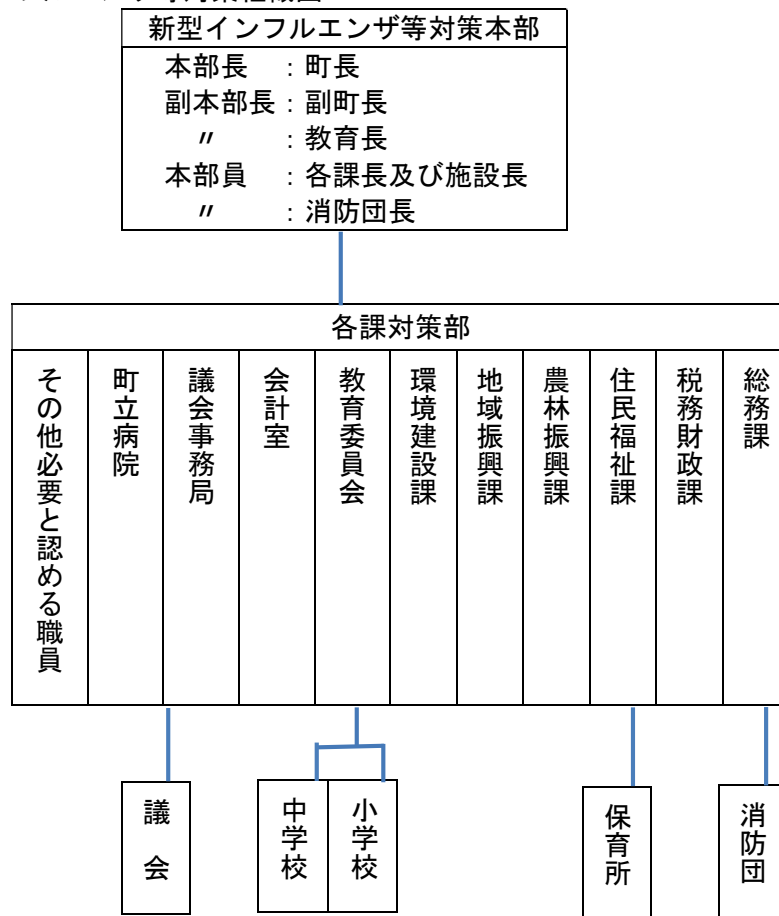 新型インフルエンザ等対策本部
本部長　：町長
副本部長：副町長
〃　：教育長
本部員　：各課長及び施設長
〃　：消防団長
各課対策部
総務課
税務財政課
住民福祉課
農林振興課
地域振興課
環境建設課
教育委員会
会計室
議会事務局
町立病院
その他必要と認める職員
消防団
保育所
小学校
中学校
議会